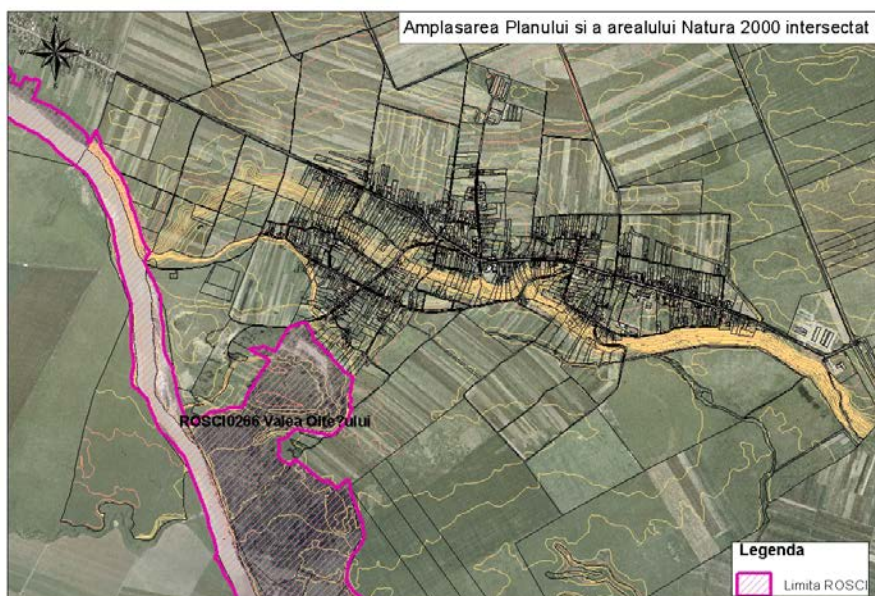 Amplasarea Planului si a arealului Natura 2000 intersectat
ROSCI0266 Valea Olte?ului
Legenda
Limita ROSCI